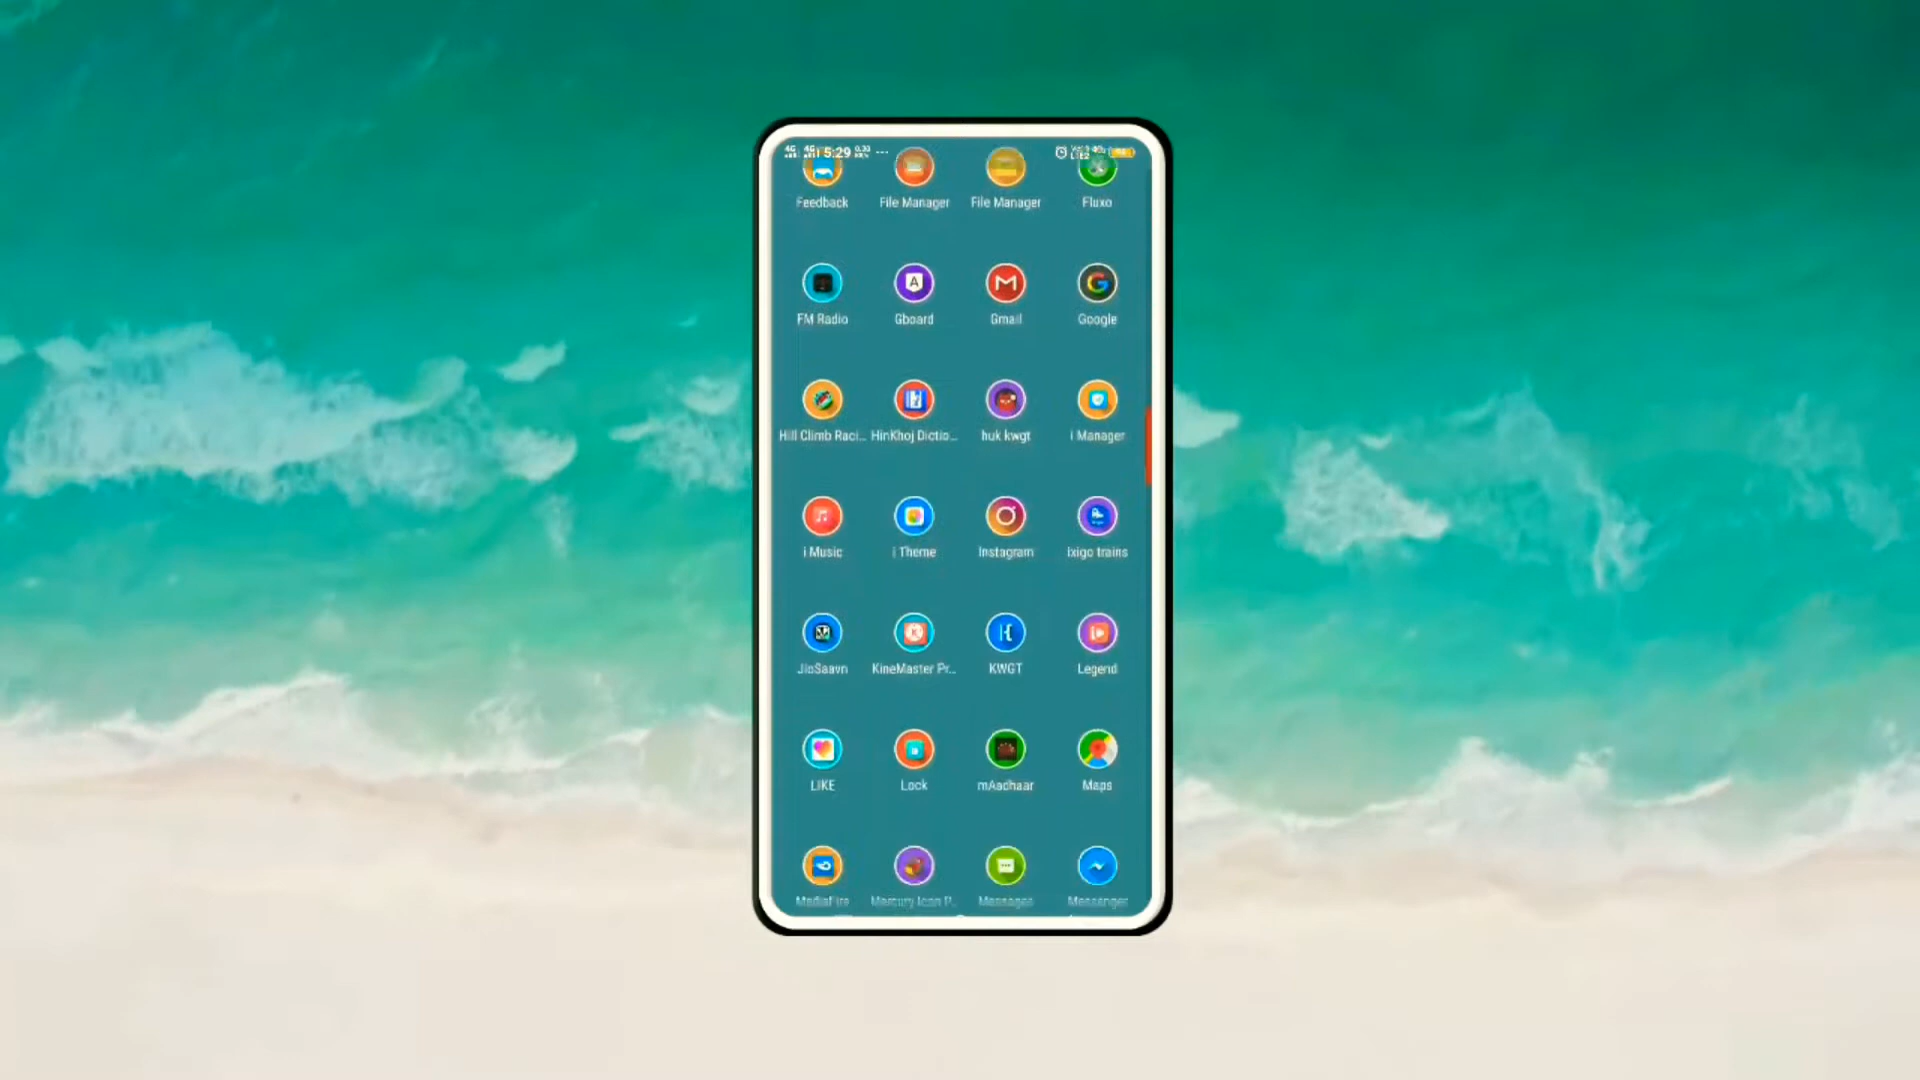 5:29
Feedback File Manager File Manager Fluxo
FM Radio Gboard Gmail Google
Hill Climb Raci... HinKhoj Dictio... huk kwgt i Manager
i Music i Theme Instagram ixigo trains
JioSaavn KineMaster Pr... KWGT Legend
LIKE Lock mAadhaar Maps
MediaFire Mercury Icon P... Messages Messenger